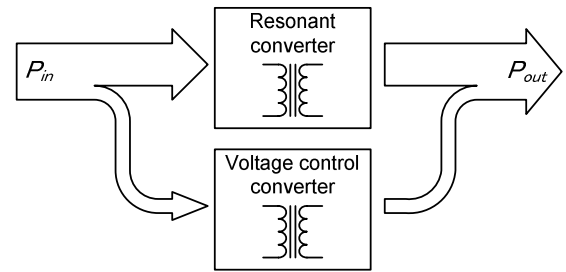 Resonant
converter
P_in
P_out
Voltage control
converter